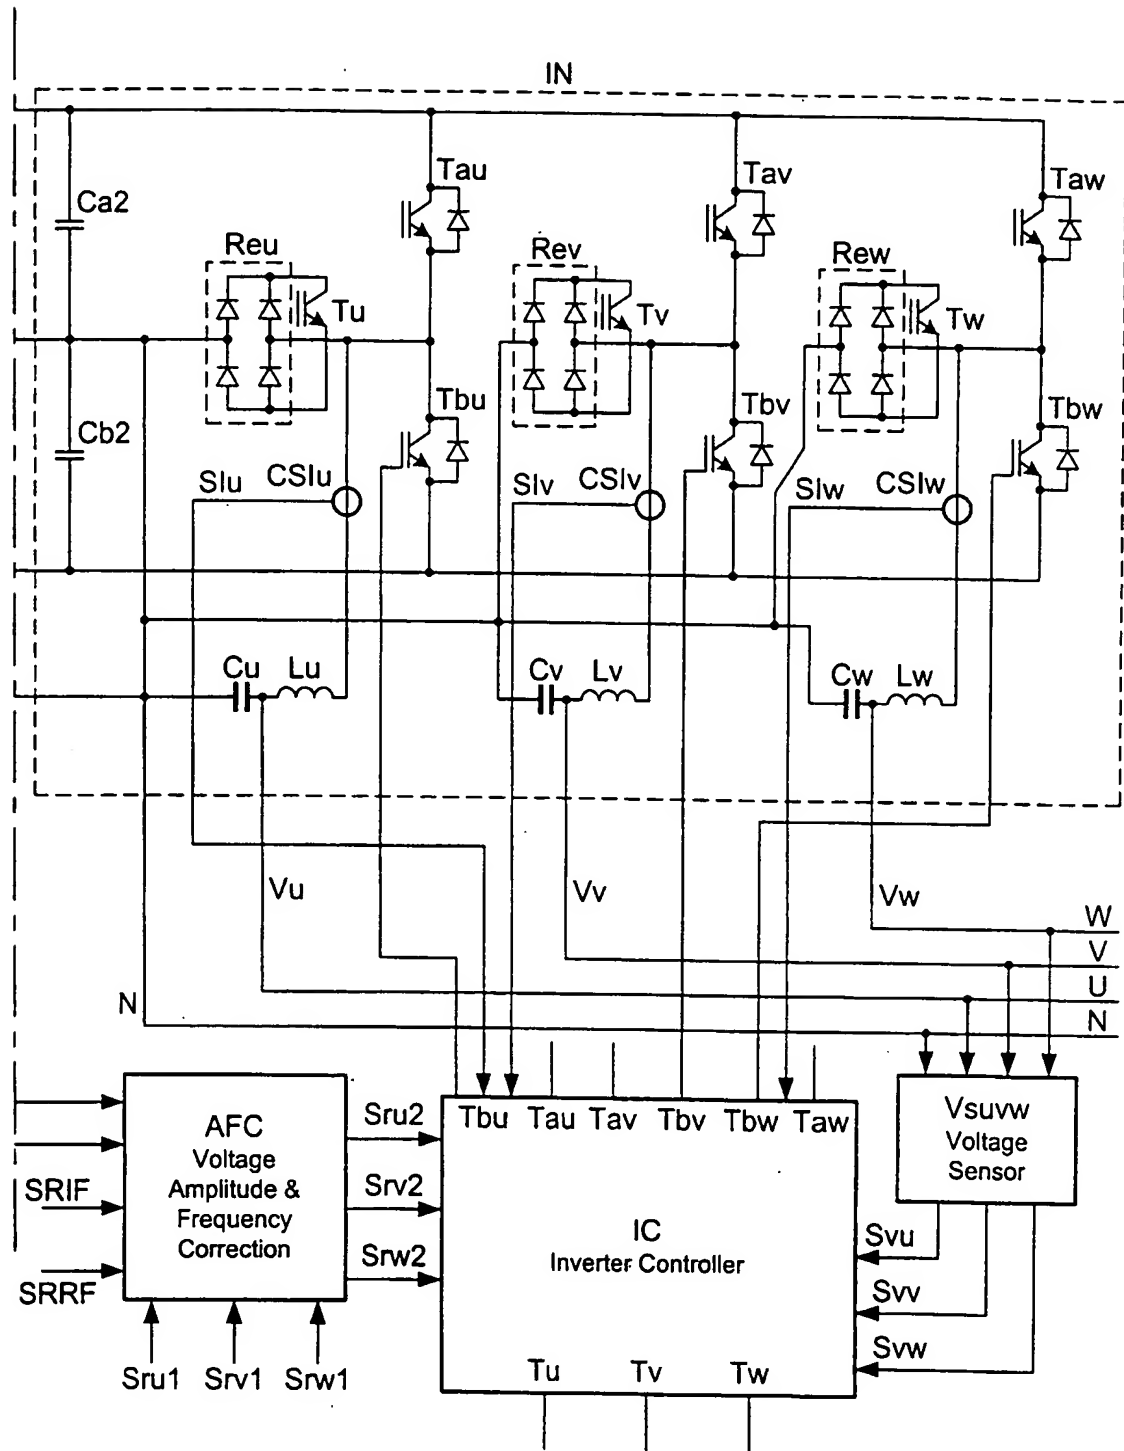 IN
Tau
Tav
Taw
Ca2
Reu
Rev
Rew
Tu
Tv
Tw
Tbu
Tbv
Tbw
Cb2
SIu
CSIu
SIv
CSIv
SIw
CSIw
Cu
Lu
Cv
Lv
Cw
Lw
Vu
Vv
Vw
W
V
U
N
N
Tbu
Tau
Tav
Tbv
Tbw
Taw
AFC
Voltage
Amplitude &
Frequency
Correction
Sru2
Srv2
Srw2
SRIF
SRRF
Sru1
Srv1
Srw1
IC
Inverter Controller
Tu
Tv
Tw
Vsuvw
Voltage
Sensor
Svu
Svv
Svw